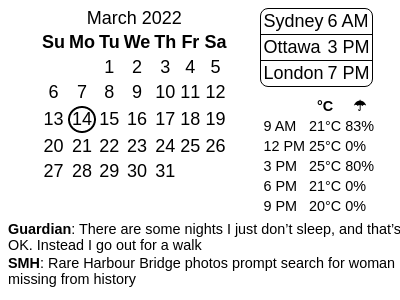 March 2022
Su Mo Tu We Th Fr Sa
1 2 3 4 5
6 7 8 9 10 11 12
13 14 15 16 17 18 19
20 21 22 23 24 25 26
27 28 29 30 31
Sydney 6 AM
Ottawa 3 PM
London 7 PM
°C ☂
9 AM 21°C 83%
12 PM 25°C 0%
3 PM 25°C 80%
6 PM 21°C 0%
9 PM 20°C 0%
Guardian: There are some nights I just don’t sleep, and that’s
OK. Instead I go out for a walk
SMH: Rare Harbour Bridge photos prompt search for woman
missing from history